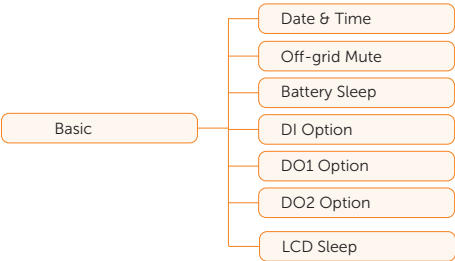 Basic
Date & Time
Off-grid Mute
Battery Sleep
DI Option
DO1 Option
DO2 Option
LCD Sleep